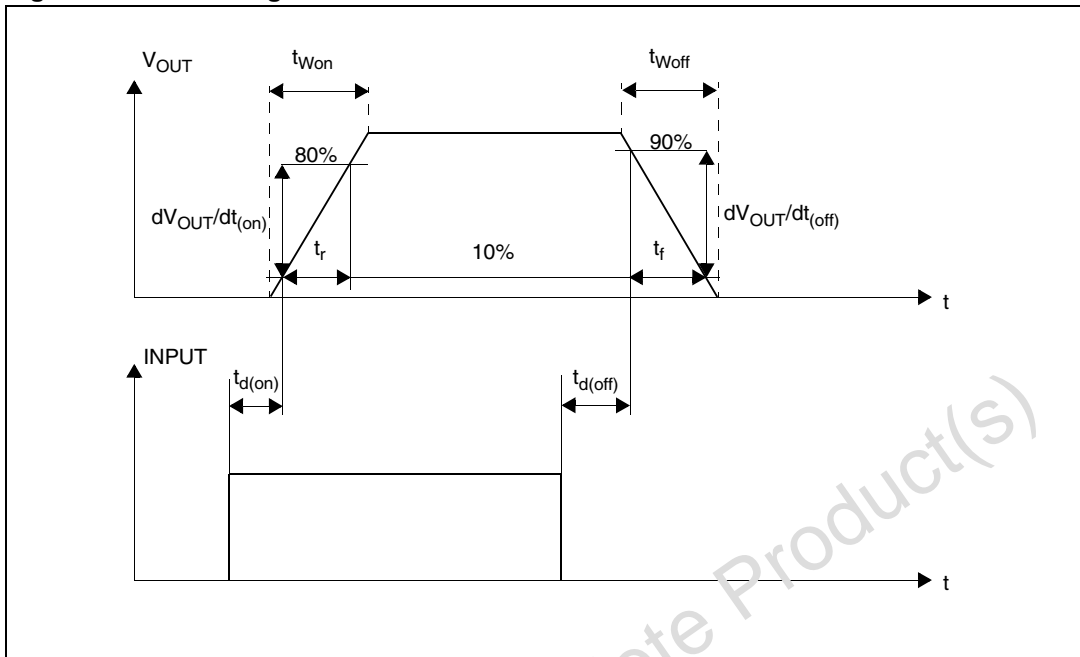 V_OUT
t_Won
t_Woff
80%
90%
dV_OUT/dt_(on)
dV_OUT/dt_(off)
t_r
10%
t_f
t
INPUT
t_d(on)
t_d(off)
t
Product(s)